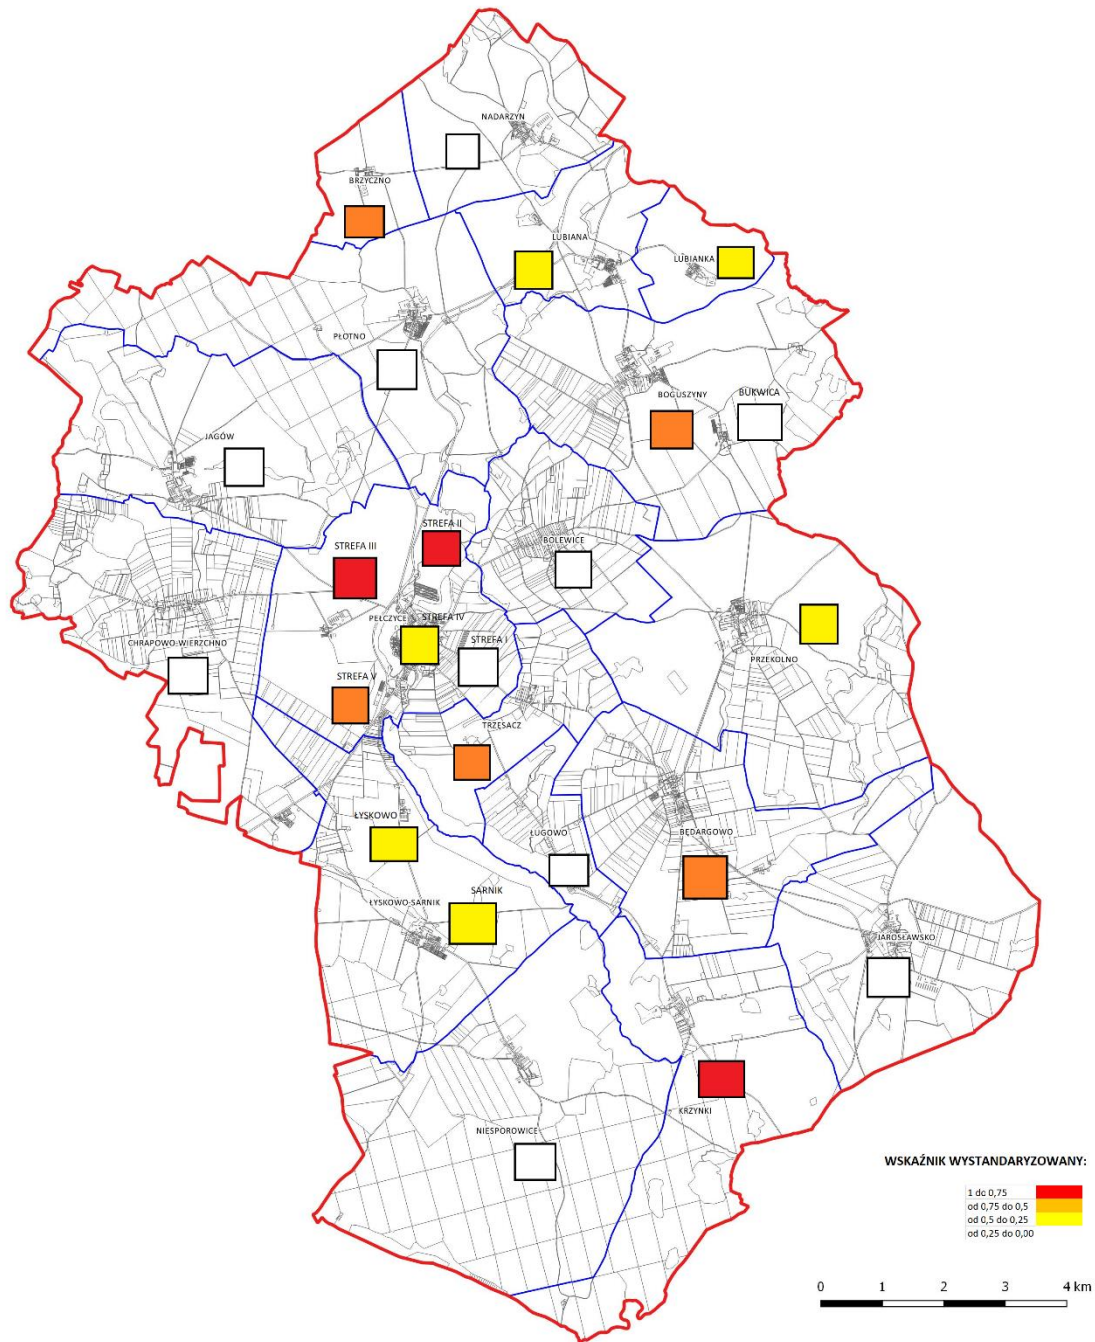 NADARZYN
BRZYCZNO
LUBIANA
LUBIANKA
PŁOTNO
BOGUSZYNY
BUKWICA
JAGÓW
STREFA II
STREFA III
BOLEWICE
PEŁCZYCE
STREFA IV
STREFA I
CHRAPOWO-WIERZCHNO
PRZEKOLNO
STREFA V
TRZĘSACZ
ŁYSKOWO
ŁUGOWO
BĘDARGOWO
SARNIK
ŁYSKOWO-SARNIK
JAROSŁAWSKO
KRZYNKI
NIESPOROWICE
WSKAŹNIK WYSTANDARYZOWANY:
1 do 0,75
od 0,75 do 0,5
od 0,5 do 0,25
od 0,25 do 0,00
0 1 2 3 4 km